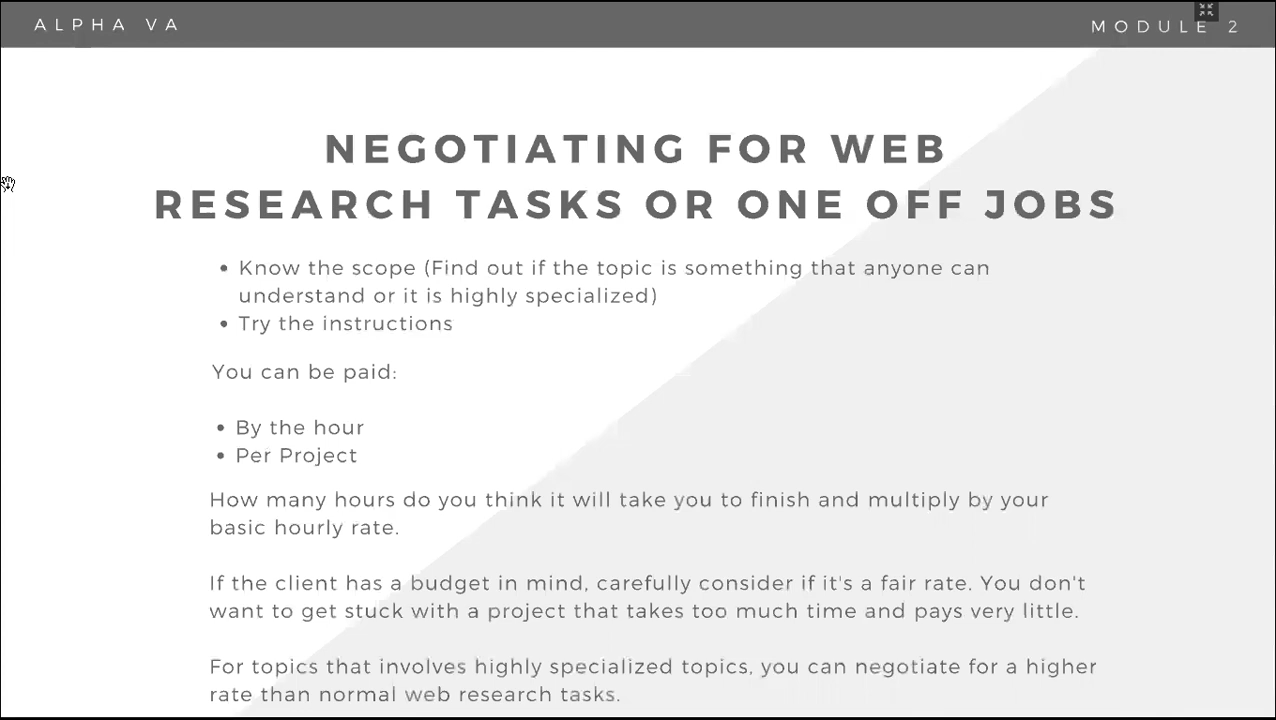 ALPHA VA
MODULE 2
NEGOTIATING FOR WEB
RESEARCH TASKS OR ONE OFF JOBS
• Know the scope (Find out if the topic is something that anyone can
understand or it is highly specialized)
• Try the instructions
You can be paid:
• By the hour
• Per Project
How many hours do you think it will take you to finish and multiply by your
basic hourly rate.
If the client has a budget in mind, carefully consider if it's a fair rate. You don't
want to get stuck with a project that takes too much time and pays very little.
For topics that involves highly specialized topics, you can negotiate for a higher
rate than normal web research tasks.